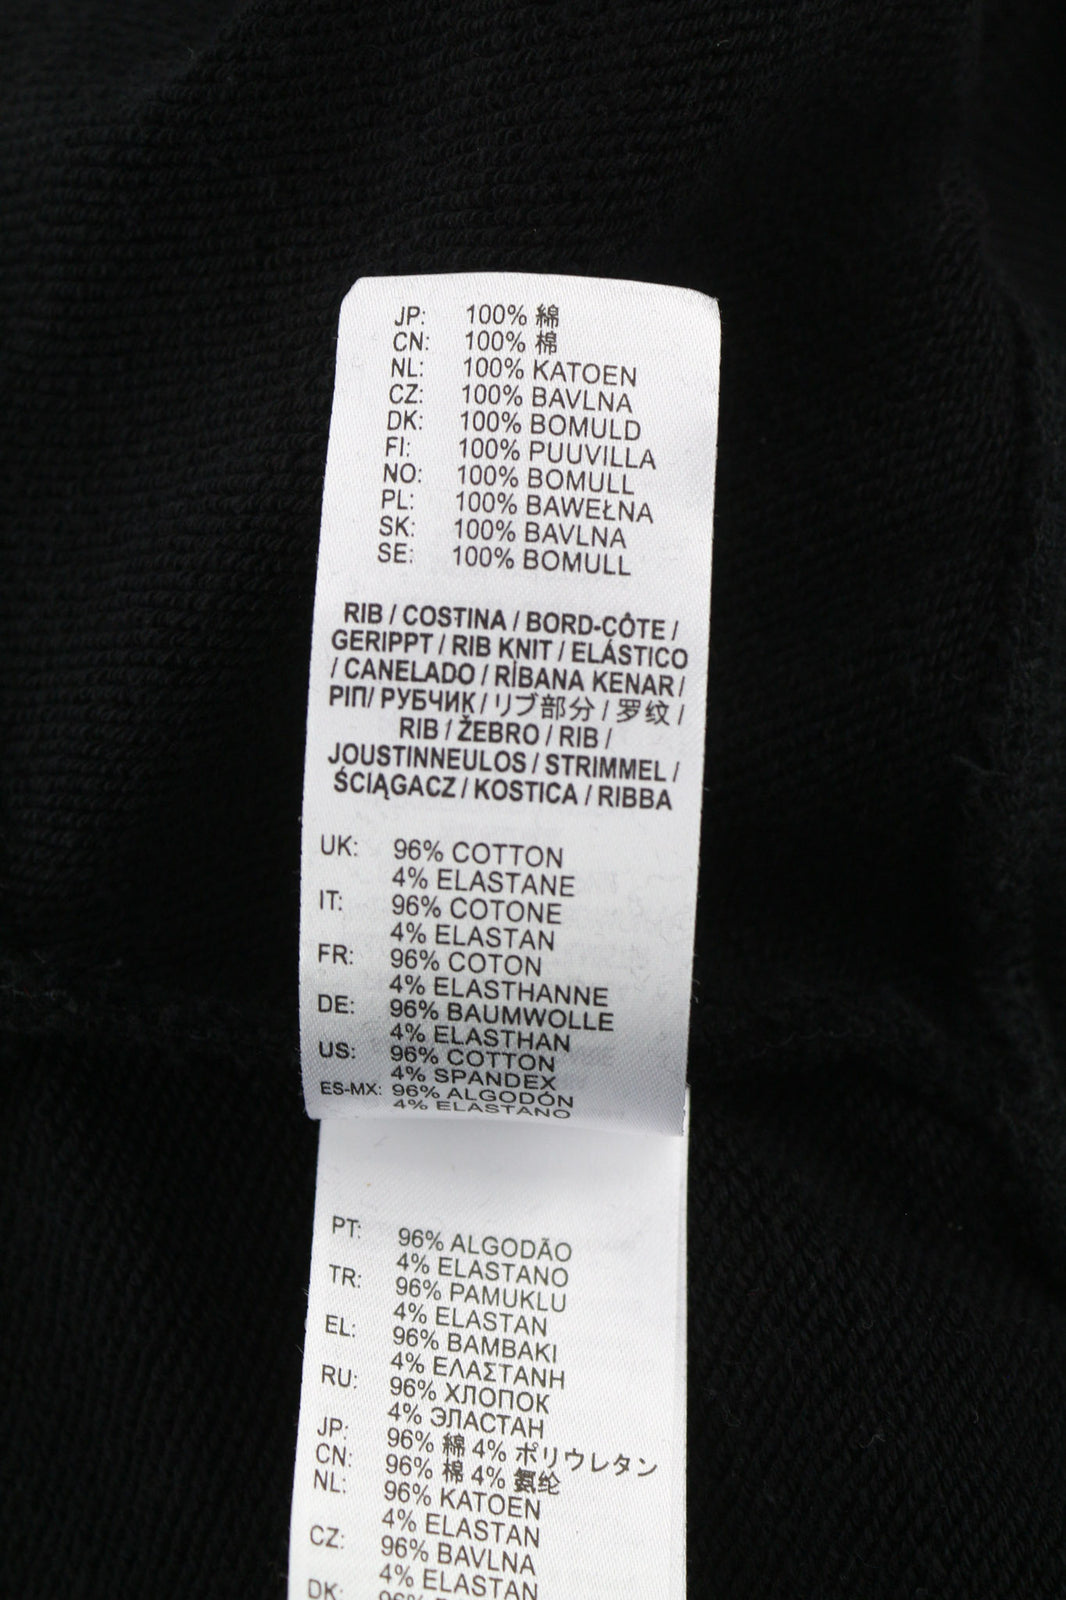 JP: 100% 綿
CN: 100% 棉
NL: 100% KATOEN
CZ: 100% BAVLNA
DK: 100% BOMULD
FI: 100% PUUVILLA
NO: 100% BOMULL
PL: 100% BAWEŁNA
SK: 100% BAVLNA
SE: 100% BOMULL
RIB / COSTINA / BORD-CÔTE /
GERIPPT / RIB KNIT / ELÁSTICO
/ CANELADO / RİBANA KENAR /
ΡΙΠ/ РУБЧИК / リブ部分 / 罗纹 /
RIB / ŽEBRO / RIB /
JOUSTINNEULOS / STRIMMEL /
ŚCIĄGACZ / KOSTICA / RIBBA
UK: 96% COTTON
4% ELASTANE
IT: 96% COTONE
4% ELASTAN
FR: 96% COTON
4% ELASTHANNE
DE: 96% BAUMWOLLE
4% ELASTHAN
US: 96% COTTON
4% SPANDEX
ES-MX: 96% ALGODÓN
4% ELASTANO
PT: 96% ALGODÃO
4% ELASTANO
TR: 96% PAMUKLU
4% ELASTAN
EL: 96% ΒΑΜΒΑΚΙ
4% ΕΛΑΣΤΑΝΗ
RU: 96% ХЛОПОК
4% ЭЛАСТАН
JP: 96% 綿 4% ポリウレタン
CN: 96% 棉 4% 氨纶
NL: 96% KATOEN
4% ELASTAN
CZ: 96% BAVLNA
4% ELASTAN
DK: 96%